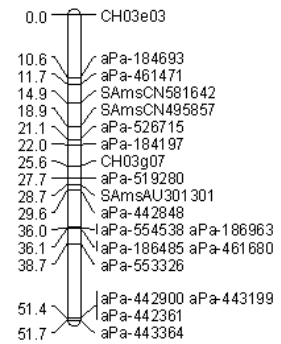 0.0 CH03e03
10.6 aPa-184693
11.7 aPa-461471
14.9 SAmsCN581642
18.9 SAmsCN495857
21.1 aPa-526715
22.0 aPa-184197
25.6 CH03g07
27.7 aPa-519280
28.7 SAmsAU301301
29.6 aPa-442848
36.0 aPa-554538 aPa-186963
36.1 aPa-186485 aPa-461680
38.7 aPa-553326
51.4 aPa-442900 aPa-443199
aPa-442361
51.7 aPa-443364